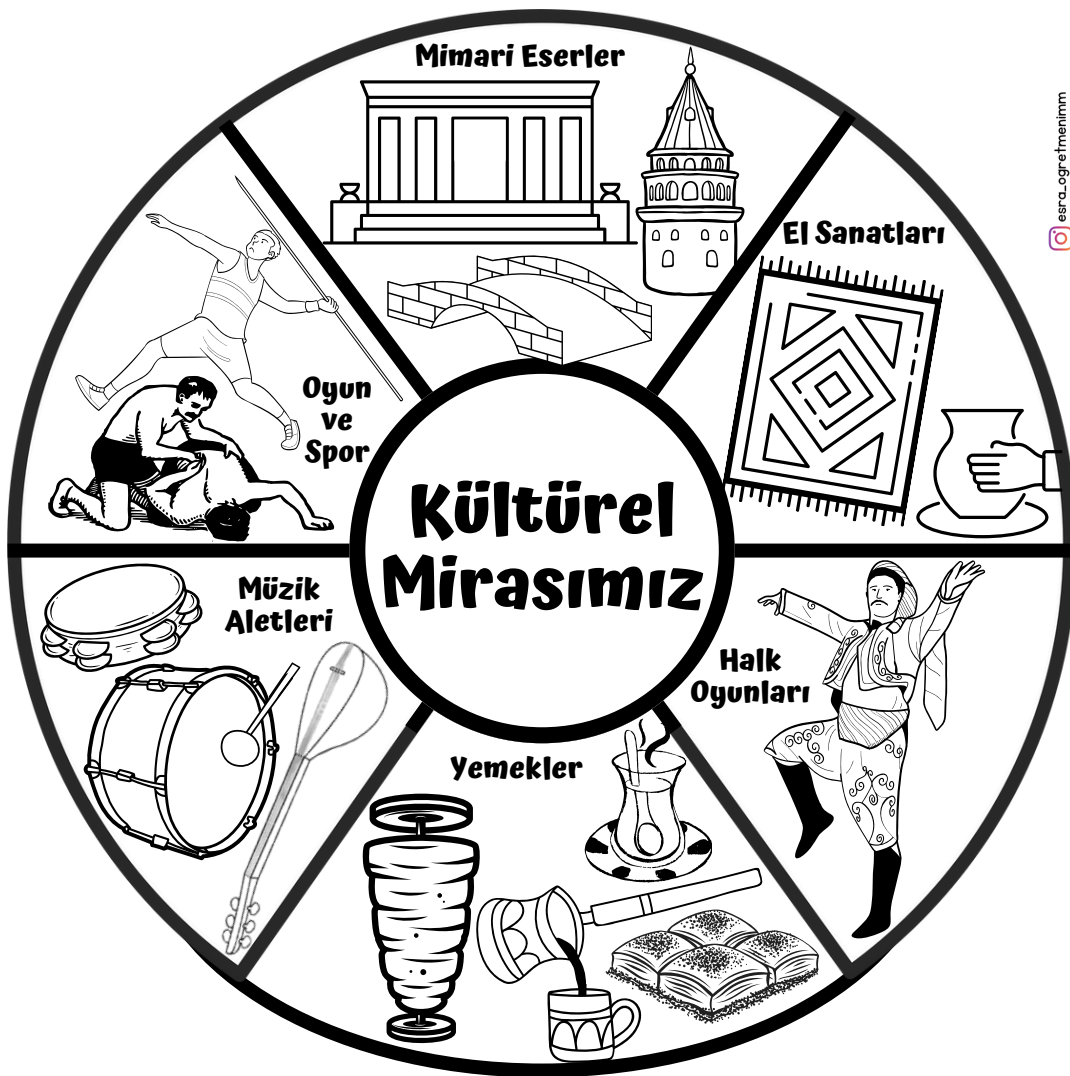 Mimari Eserler
El Sanatları
Oyun
ve
Spor
Kültürel
Mirasımız
Müzik
Aletleri
Halk
Oyunları
Yemekler
esra_ogretmenimm